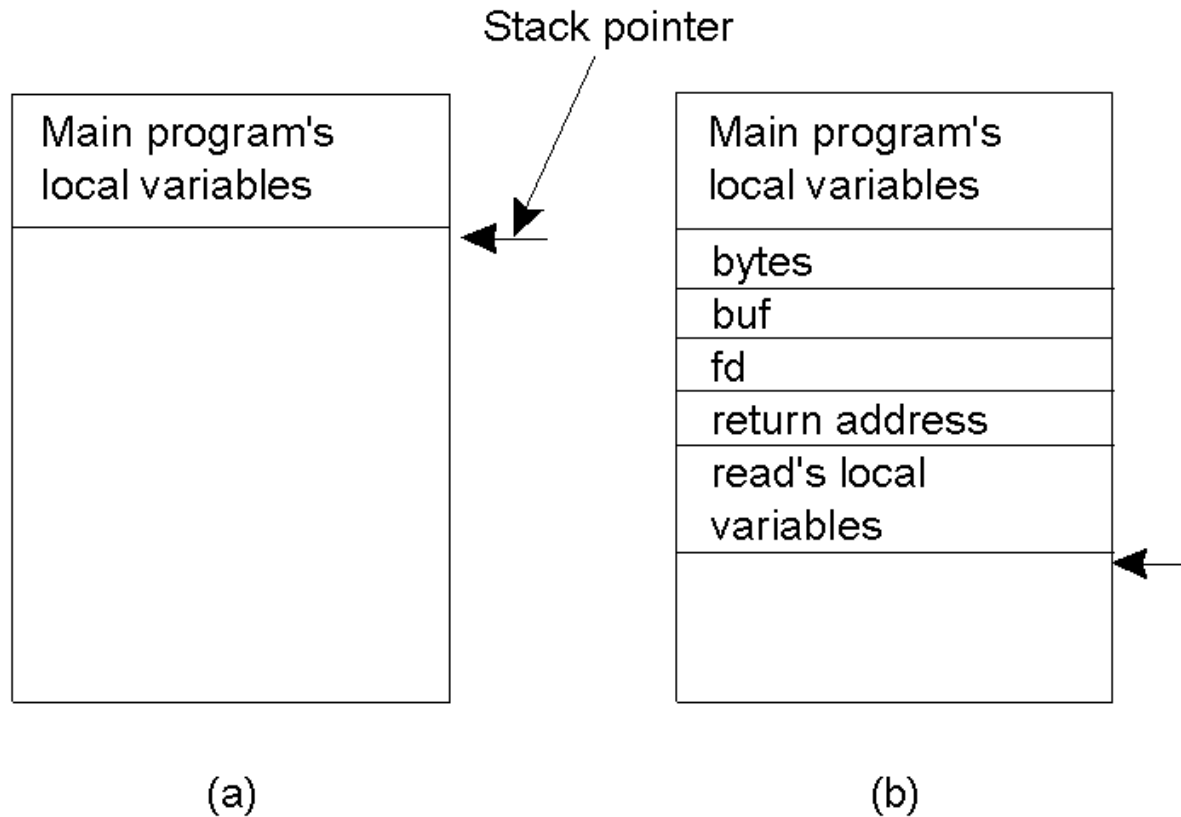 Stack pointer
Main program's
local variables
Main program's
local variables
bytes
buf
fd
return address
read's local
variables
(a)
(b)